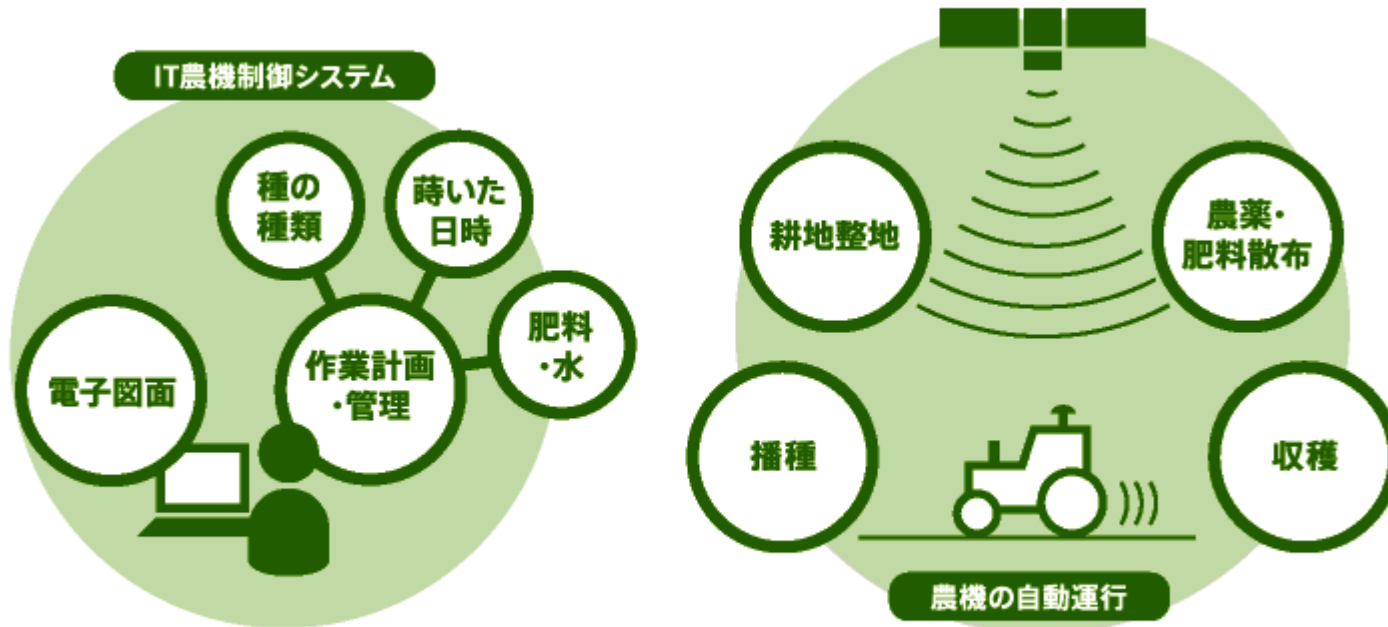 IT農機制御システム
種の
種類
蒔いた
日時
肥料
・水
電子図面
作業計画
・管理
耕地整地
農薬・
肥料散布
播種
収穫
農機の自動運行